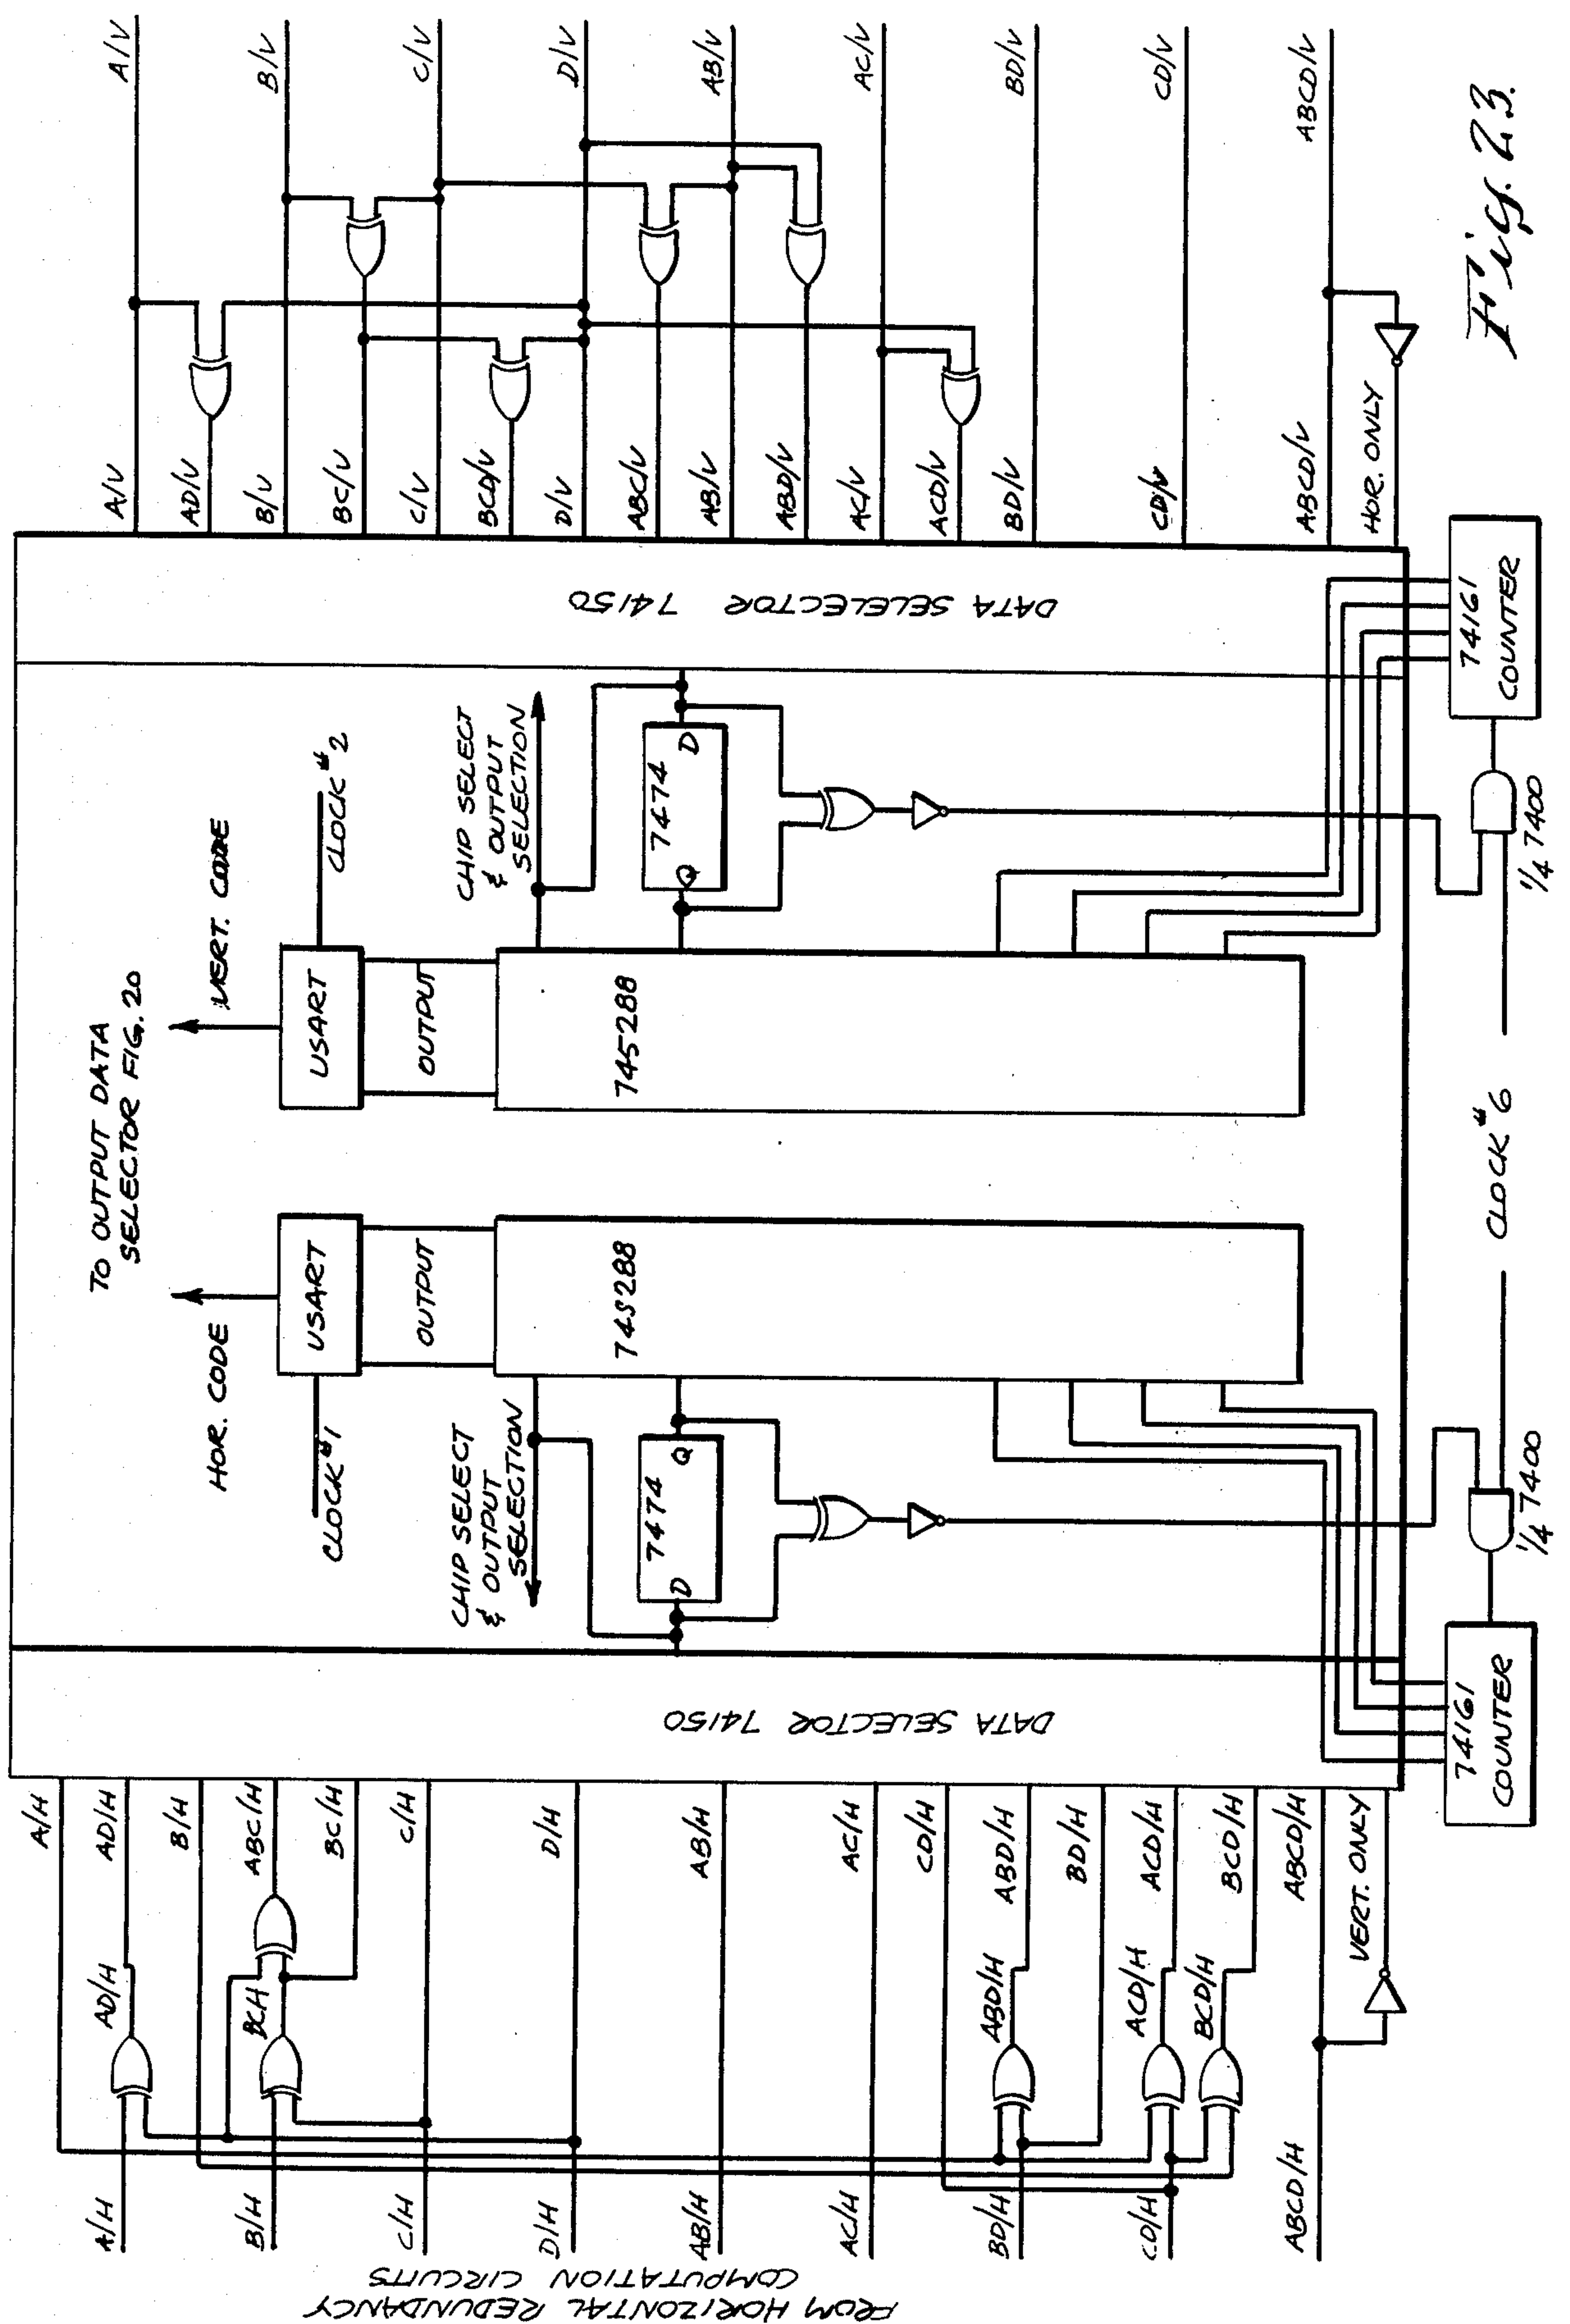 FROM HORIZONTAL REDUNDANCY
COMPUTATION CIRCUITS
A/H
B/H
C/H
D/H
AB/H
AC/H
BD/H
CD/H
ABCD/H
AD/H
BCH
ABD/H
ACD/H
BCD/H
A/H
AD/H
B/H
ABC/H
BC/H
C/H
D/H
AB/H
AC/H
CD/H
ABD/H
BD/H
ACD/H
BCD/H
ABCD/H
VERT. ONLY
DATA SELECTOR 74150
74161
COUNTER
1/4 7400
CLOCK #1
HOR. CODE
USART
OUTPUT
CHIP SELECT
& OUTPUT
SELECTION
D
7474
Q
74S288
TO OUTPUT DATA
SELECTOR FIG. 20
CLOCK #6
VERT. CODE
CLOCK #2
USART
OUTPUT
745288
CHIP SELECT
& OUTPUT
SELECTION
Q
7474
D
DATA SELELECTOR 74150
74161
COUNTER
1/4 7400
A/V
AD/V
B/V
BC/V
C/V
BCD/V
D/V
ABC/V
AB/V
ABD/V
AC/V
ACD/V
BD/V
CD/V
ABCD/V
HOR. ONLY
A/V
B/V
C/V
D/V
AB/V
AC/V
BD/V
CD/V
ABCD/V
Fig. 23.